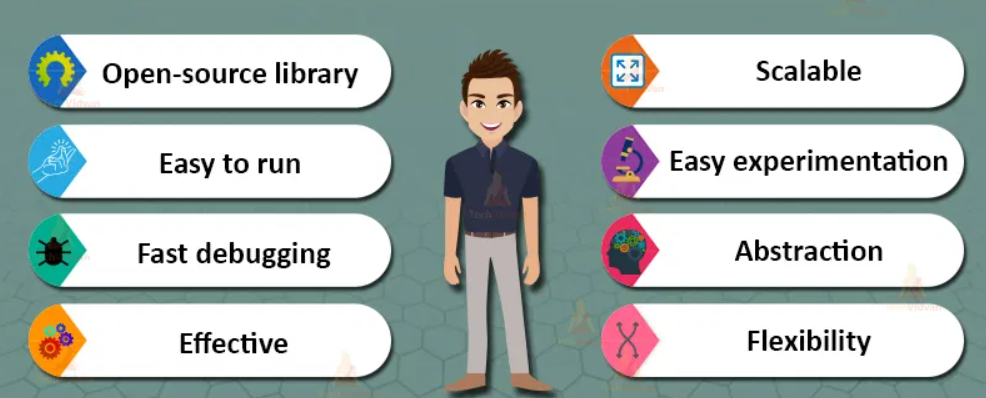 Open-source library
Scalable
Easy to run
Easy experimentation
Fast debugging
Abstraction
Effective
Flexibility